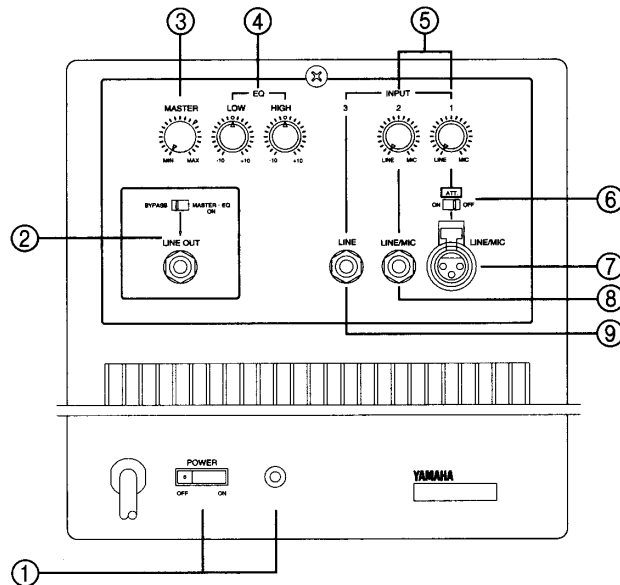 ③ ④ ⑤
EQ INPUT
MASTER LOW HIGH 3 2 1
MIN MAX -10 +10 -10 +10 LINE MIC LINE MIC
ATT.
ON OFF ⑥
BYPASS MASTER - EQ
ON
② LINE OUT LINE LINE/MIC LINE/MIC
⑦
⑧
⑨
POWER
OFF ON
YAMAHA
①